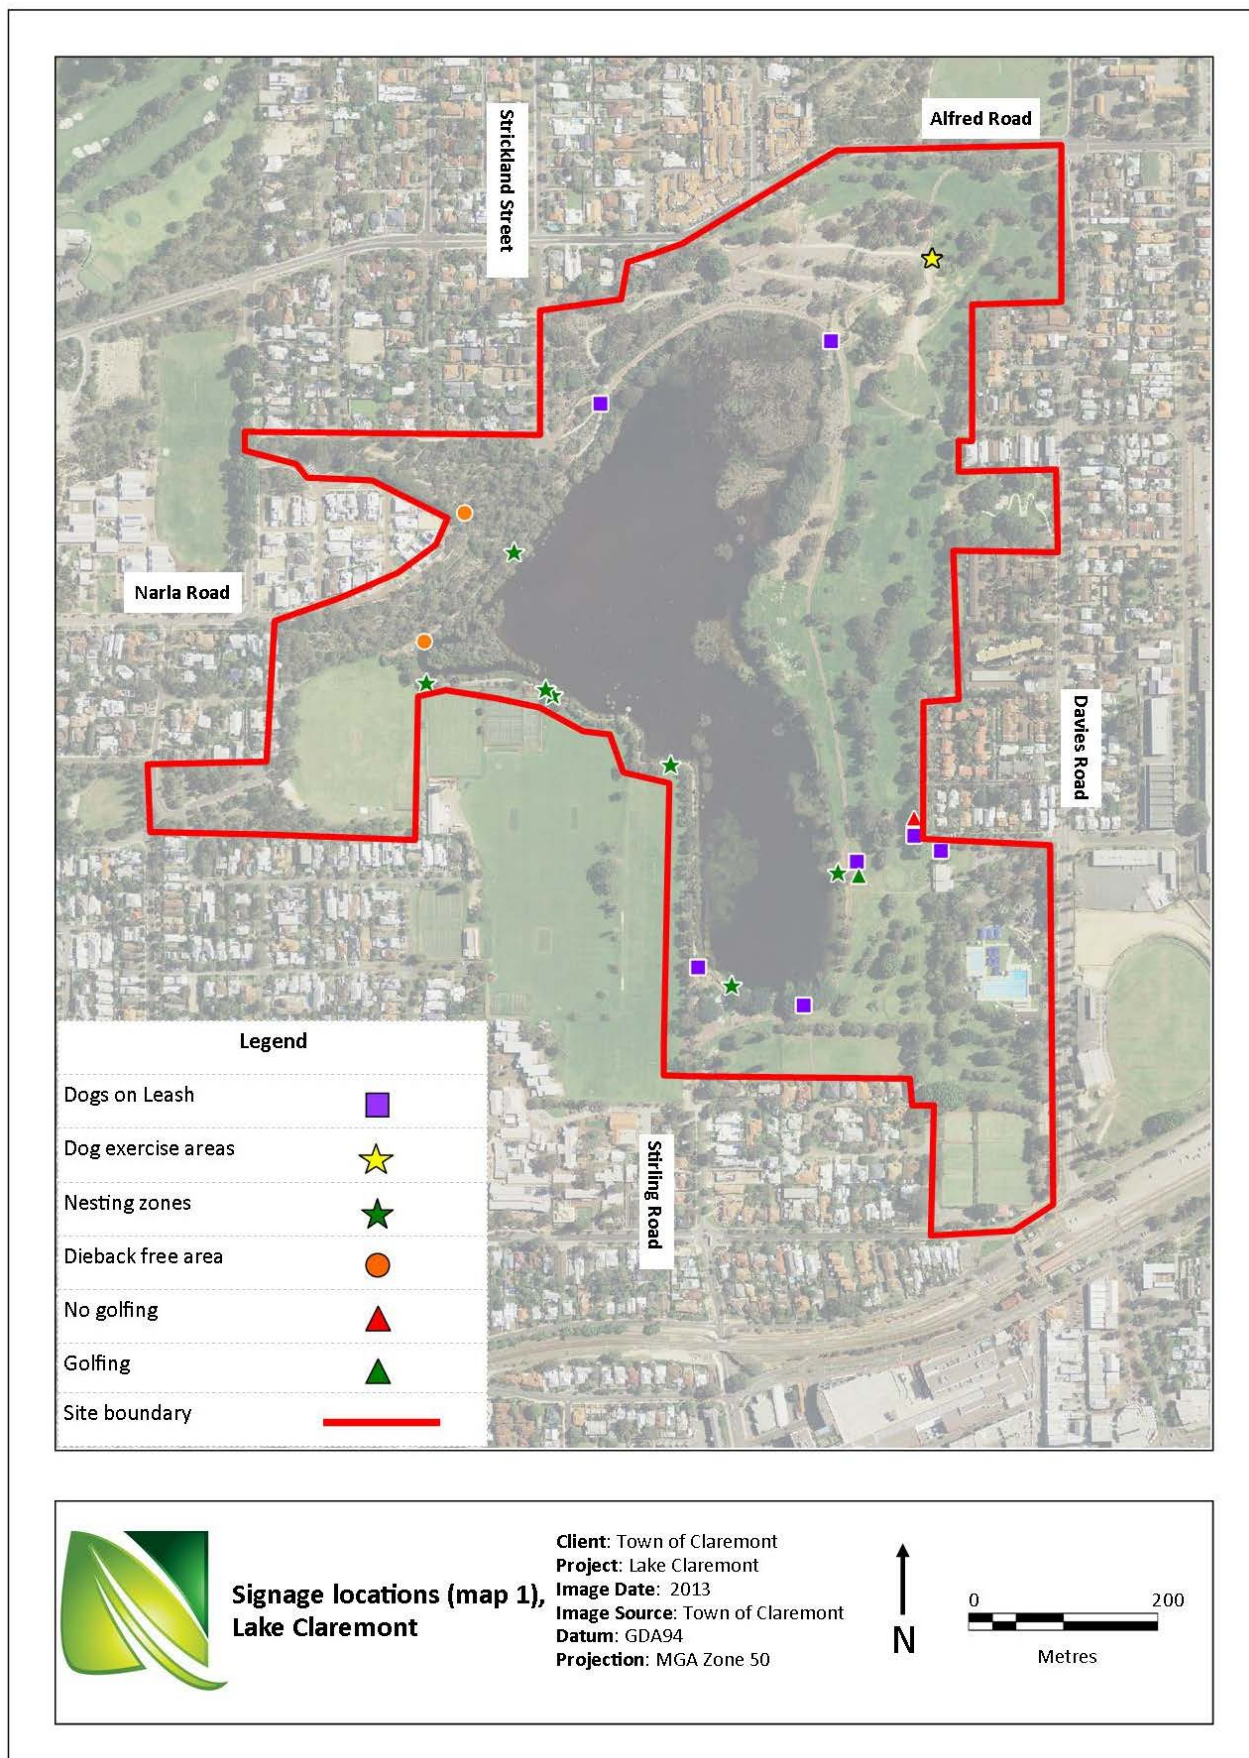 Alfred Road
Strickland Street
Narla Road
Davies Road
Stirling Road
Legend
Dogs on Leash
Dog exercise areas
Nesting zones
Dieback free area
No golfing
Golfing
Site boundary
Signage locations (map 1),
Lake Claremont
Client: Town of Claremont
Project: Lake Claremont
Image Date: 2013
Image Source: Town of Claremont
Datum: GDA94
Projection: MGA Zone 50
N
0 200
Metres